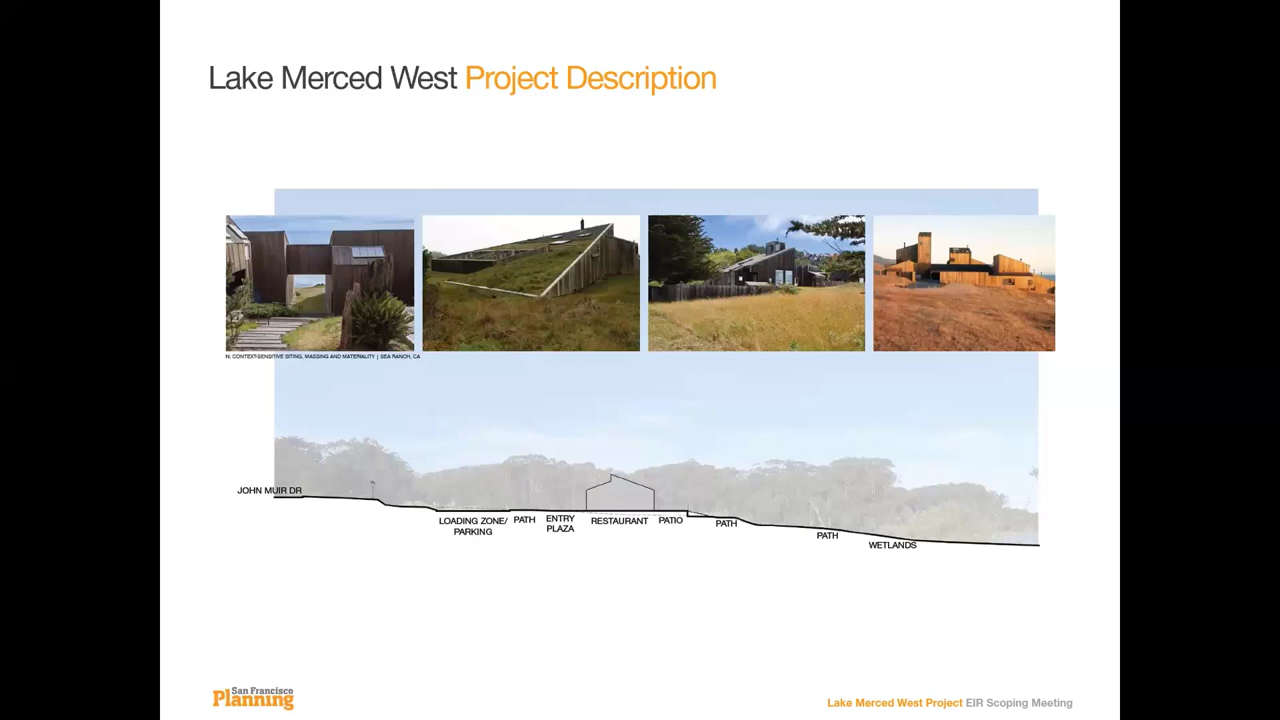 Lake Merced West Project Description
N: CONTEXT-SENSITIVE SITING, MASSING AND MATERIALITY | SEA RANCH, CA
JOHN MUIR DR
LOADING ZONE/
PARKING
PATH
ENTRY
PLAZA
RESTAURANT
PATIO
PATH
PATH
WETLANDS
San Francisco
Planning
Lake Merced West Project EIR Scoping Meeting